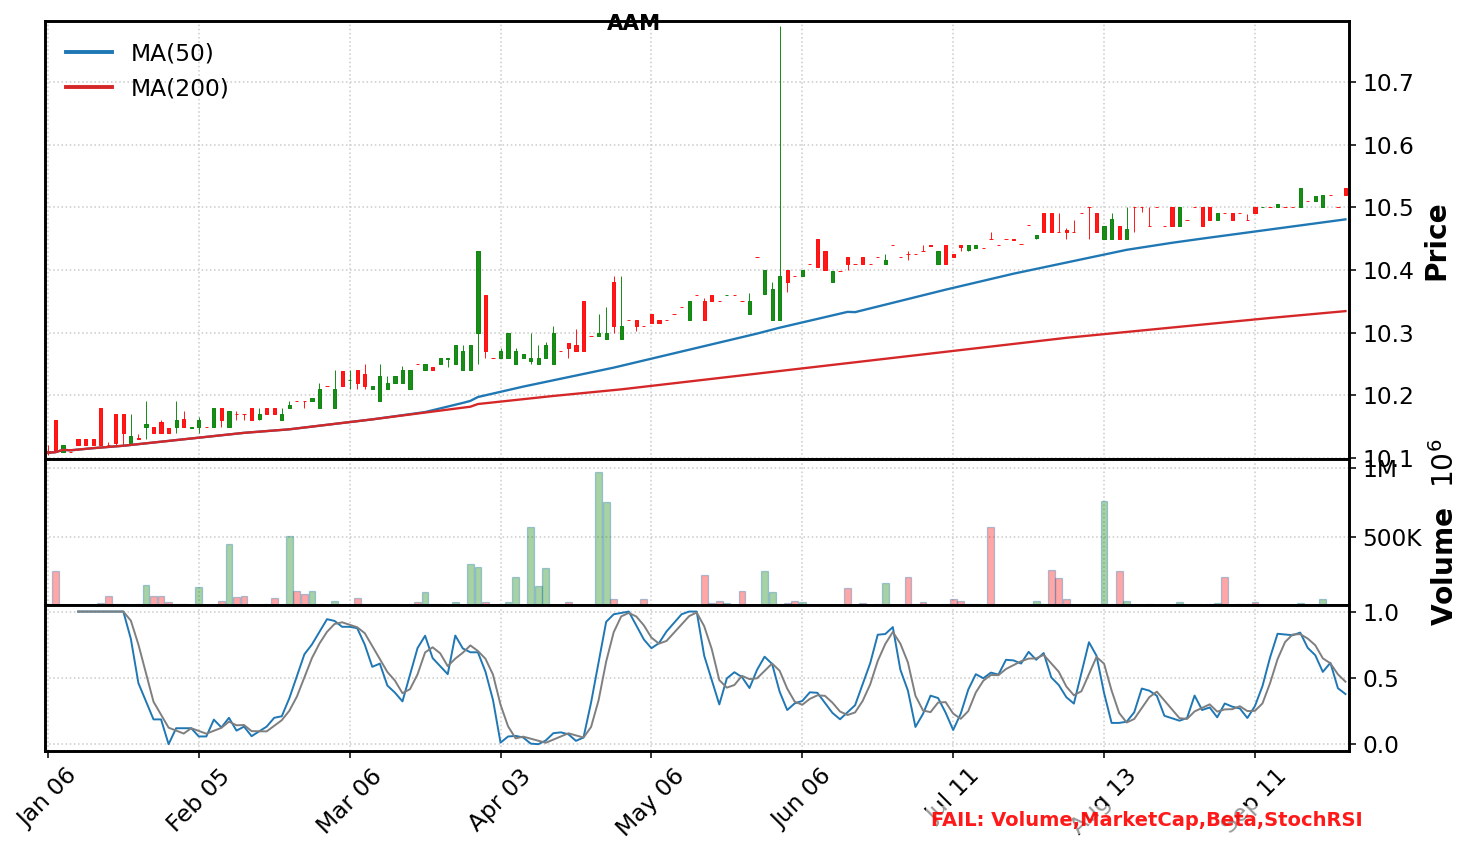 AAM
MA(50)
MA(200)
10.7
10.6
10.5
10.4
10.3
10.2
10.1
Price
1M
500K
Volume 10^6
1.0
0.5
0.0
Jan 06
Feb 05
Mar 06
Apr 03
May 06
Jun 06
Jul 11
Aug 13
Sep 11
FAIL: Volume,MarketCap,Beta,StochRSI